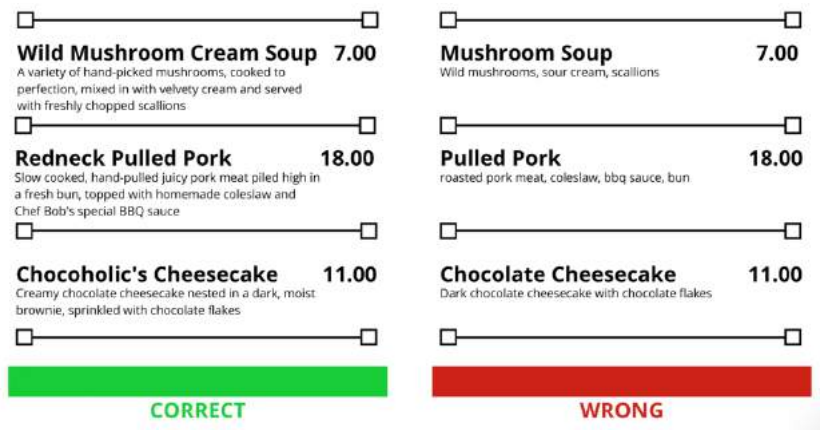 Wild Mushroom Cream Soup 7.00
A variety of hand-picked mushrooms, cooked to
perfection, mixed in with velvety cream and served
with freshly chopped scallions
Redneck Pulled Pork 18.00
Slow cooked, hand-pulled juicy pork meat piled high in
a fresh bun, topped with homemade coleslaw and
Chef Bob's special BBQ sauce
Chocoholic's Cheesecake 11.00
Creamy chocolate cheesecake nested in a dark, moist
brownie, sprinkled with chocolate flakes
CORRECT
Mushroom Soup 7.00
Wild mushrooms, sour cream, scallions
Pulled Pork 18.00
roasted pork meat, coleslaw, bbq sauce, bun
Chocolate Cheesecake 11.00
Dark chocolate cheesecake with chocolate flakes
WRONG